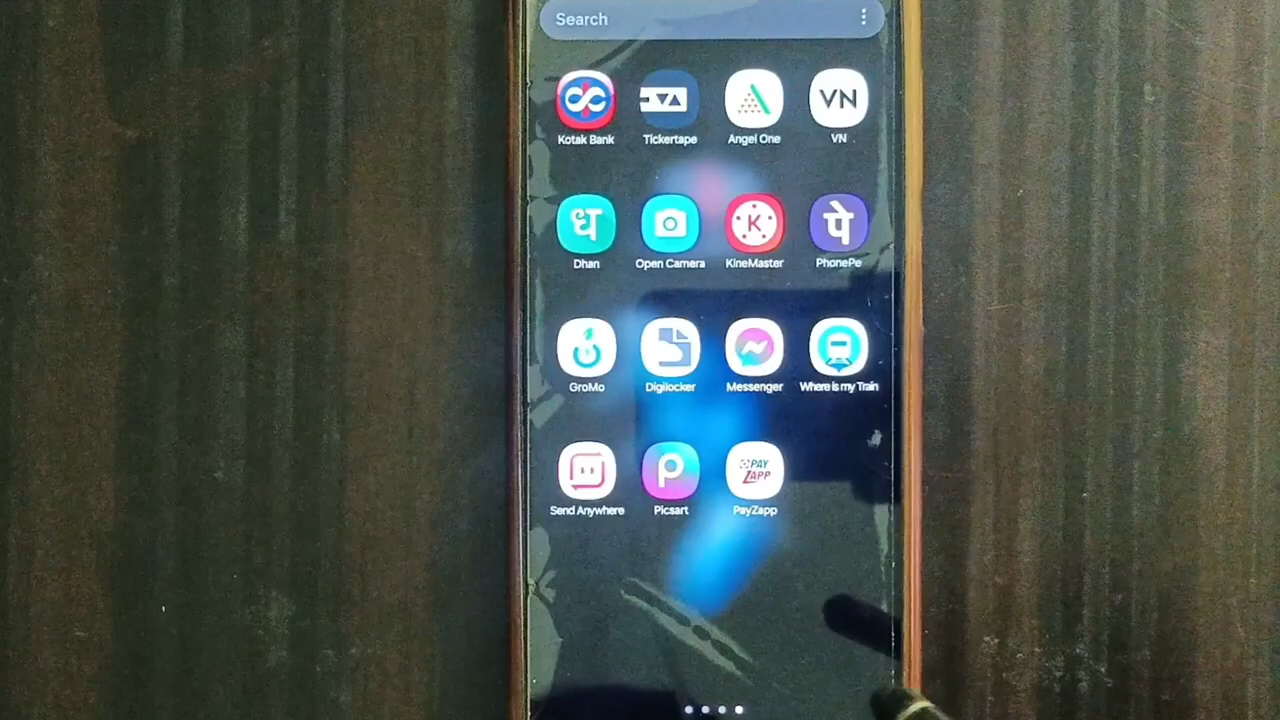 Search
Kotak Bank Tickertape Angel One VN
VN
ध K पे
Dhan Open Camera KineMaster PhonePe
GroMo Digilocker Messenger Where is my Train
P PAY ZAPP
Send Anywhere Picsart PayZapp